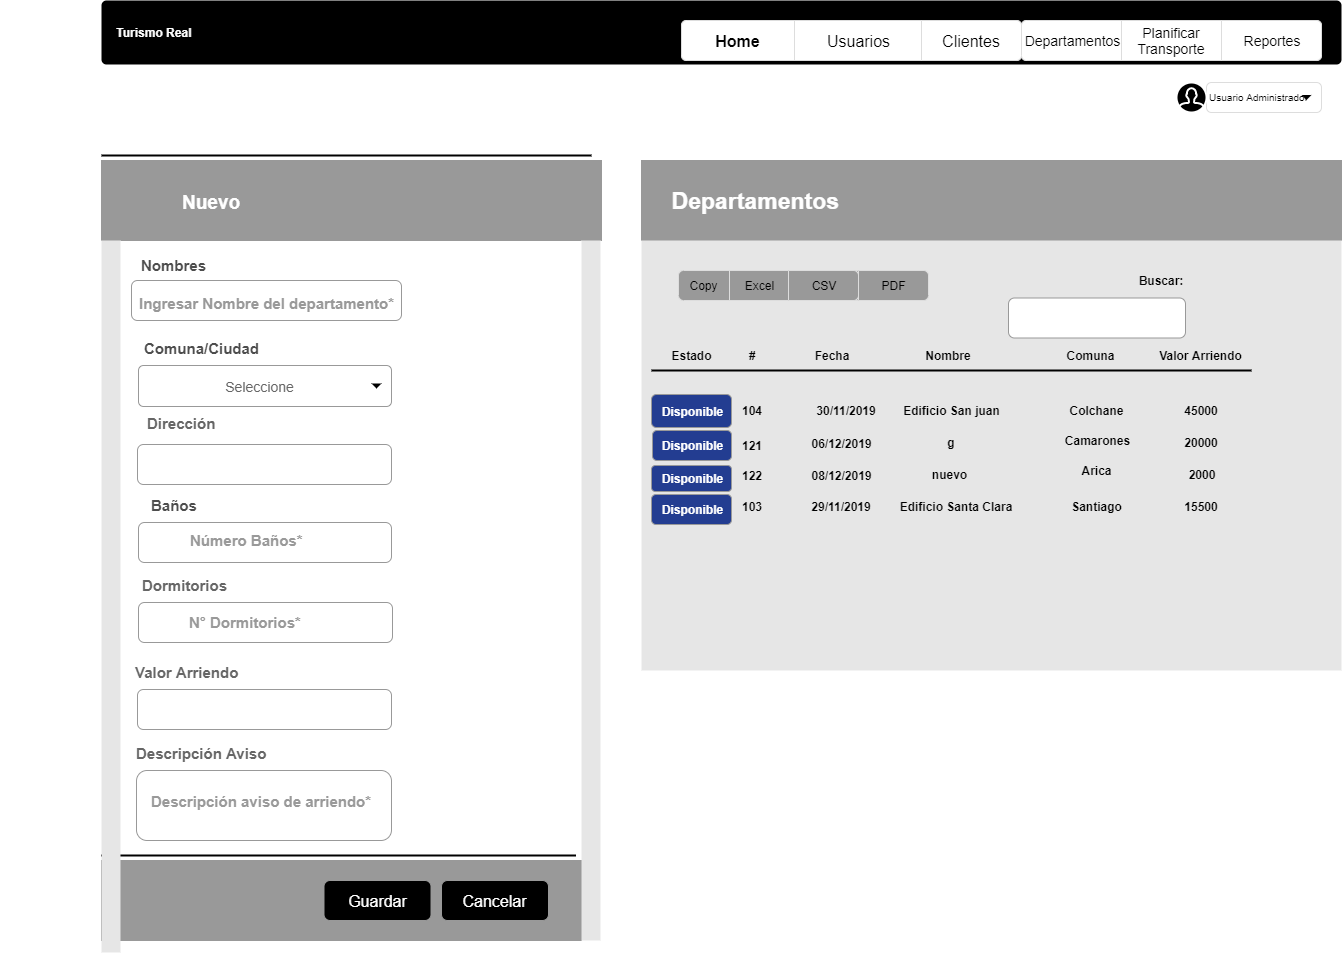 Turismo Real
Home
Usuarios
Clientes
Departamentos
Planificar
Transporte
Reportes
Usuario Administrado
Nuevo
Nombres
Ingresar Nombre del departamento*
Comuna/Ciudad
Seleccione
Dirección
Baños
Número Baños*
Dormitorios
N° Dormitorios*
Valor Arriendo
Descripción Aviso
Descripción aviso de arriendo*
Guardar Cancelar
Departamentos
Copy Excel CSV PDF
Buscar:
Estado # Fecha Nombre Comuna Valor Arriendo
Disponible 104 30/11/2019 Edificio San juan Colchane 45000
Disponible 121 06/12/2019 g Camarones 20000
Disponible 122 08/12/2019 nuevo Arica 2000
Disponible 103 29/11/2019 Edificio Santa Clara Santiago 15500